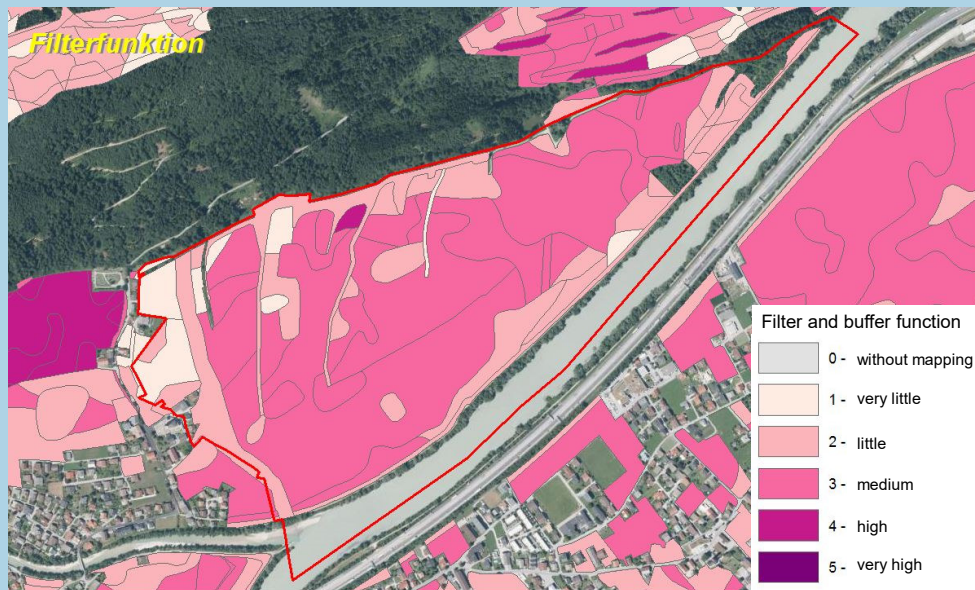 Filterfunktion
Filter and buffer function
0 - without mapping
1 - very little
2 - little
3 - medium
4 - high
5 - very high